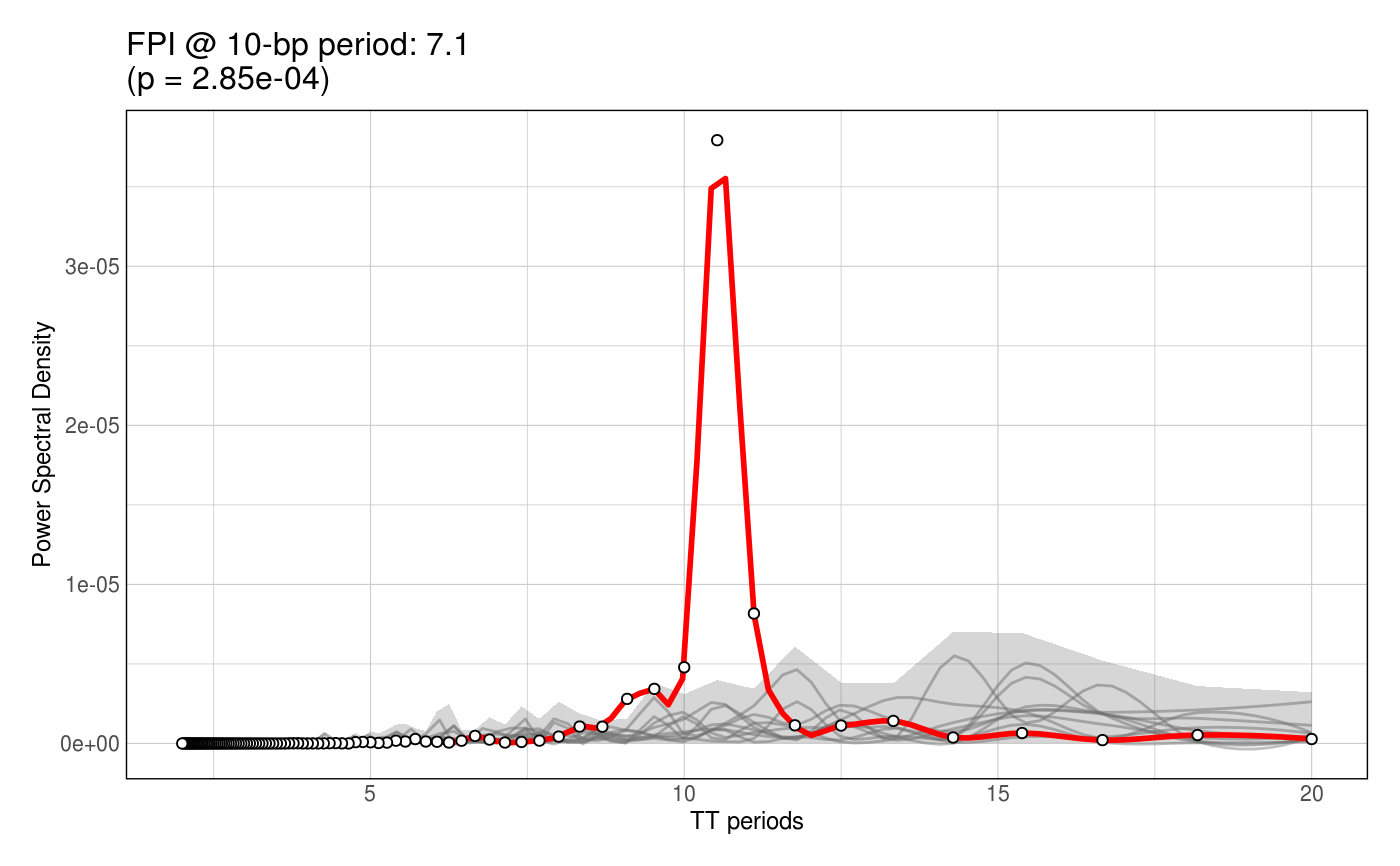 FPI @ 10-bp period: 7.1
(p = 2.85e-04)
Power Spectral Density
3e-05
2e-05
1e-05
0e+00
5 10 15 20
TT periods